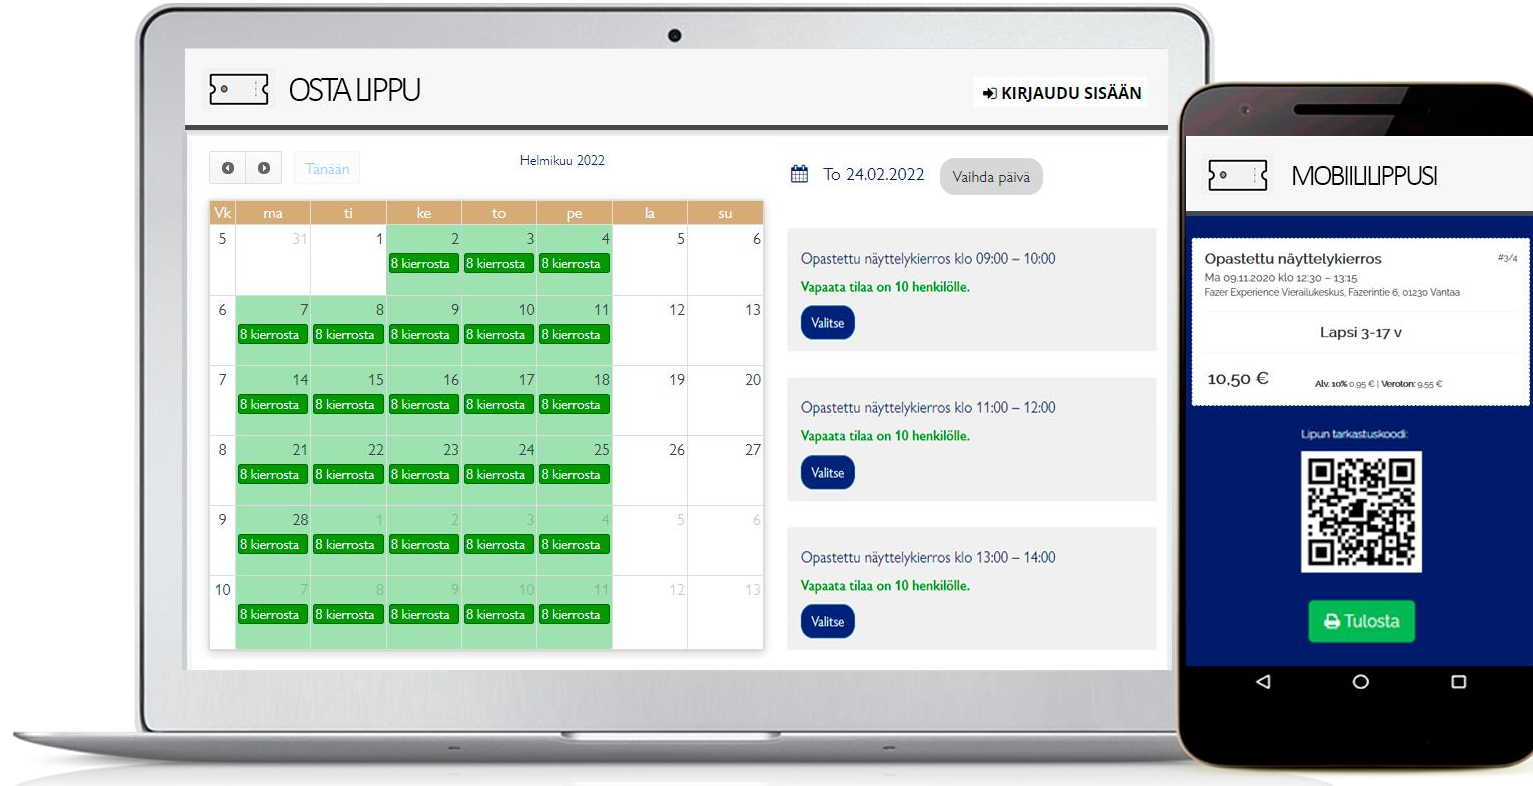 OSTA LIPPU
KIRJAUDU SISÄÄN
Tänään
Helmikuu 2022
Vk ma ti ke to pe la su
5 31 1 2 3 4 5 6
8 kierrosta 8 kierrosta 8 kierrosta
6 7 8 9 10 11 12 13
8 kierrosta 8 kierrosta 8 kierrosta 8 kierrosta 8 kierrosta
7 14 15 16 17 18 19 20
8 kierrosta 8 kierrosta 8 kierrosta 8 kierrosta 8 kierrosta
8 21 22 23 24 25 26 27
8 kierrosta 8 kierrosta 8 kierrosta 8 kierrosta 8 kierrosta
9 28 1 2 3 4 5 6
8 kierrosta 8 kierrosta 8 kierrosta 8 kierrosta 8 kierrosta
10 7 8 9 10 11 12 13
8 kierrosta 8 kierrosta 8 kierrosta 8 kierrosta 8 kierrosta
To 24.02.2022 Vaihda päivä
Opastettu näyttelykierros klo 09:00 – 10:00
Vapaata tilaa on 10 henkilölle.
Valitse
Opastettu näyttelykierros klo 11:00 – 12:00
Vapaata tilaa on 10 henkilölle.
Valitse
Opastettu näyttelykierros klo 13:00 – 14:00
Vapaata tilaa on 10 henkilölle.
Valitse
MOBIILILIPPUSI
Opastettu näyttelykierros #3/4
Ma 09.11.2020 klo 12:30 – 13:15
Fazer Experience Vierailukeskus, Fazerintie 6, 01230 Vantaa
Lapsi 3-17 v
10,50 € Alv. 10% 0,95 € | Veroton: 9,55 €
Lipun tarkastuskoodi:
Tulosta